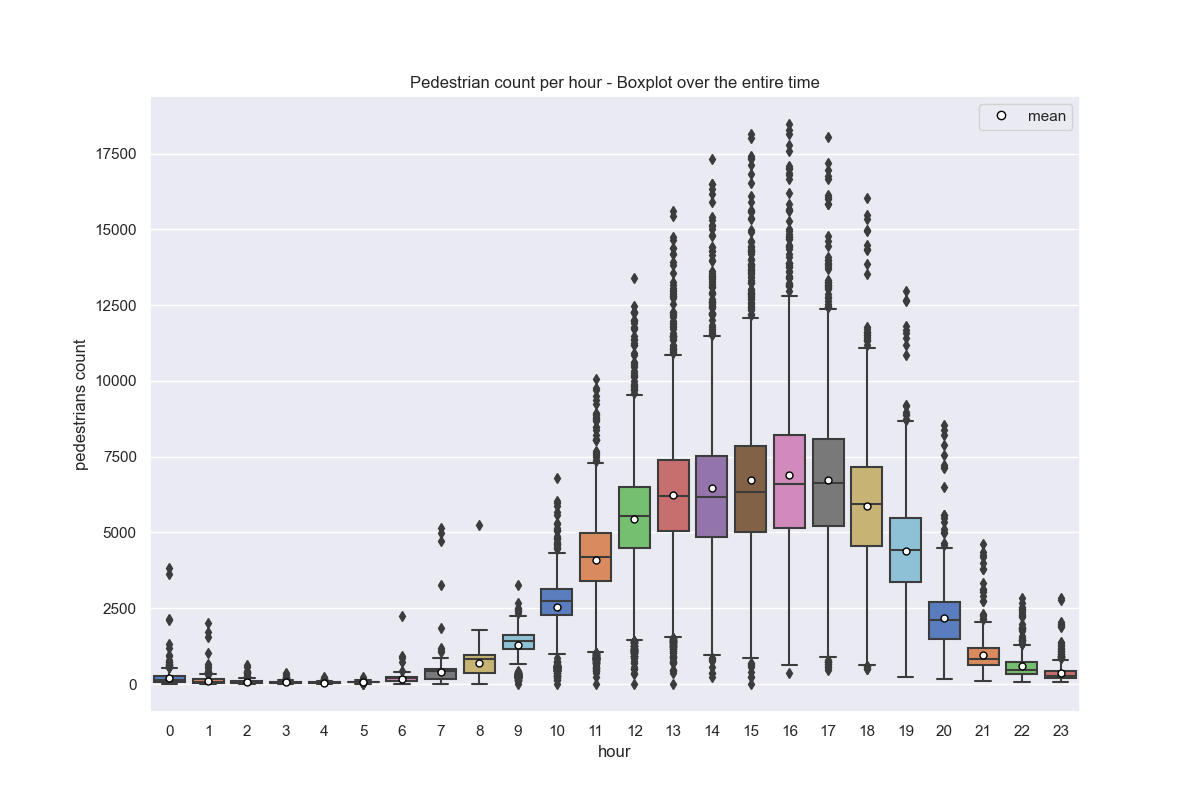 Pedestrian count per hour - Boxplot over the entire time
mean
pedestrians count
17500
15000
12500
10000
7500
5000
2500
0
0 1 2 3 4 5 6 7 8 9 10 11 12 13 14 15 16 17 18 19 20 21 22 23
hour